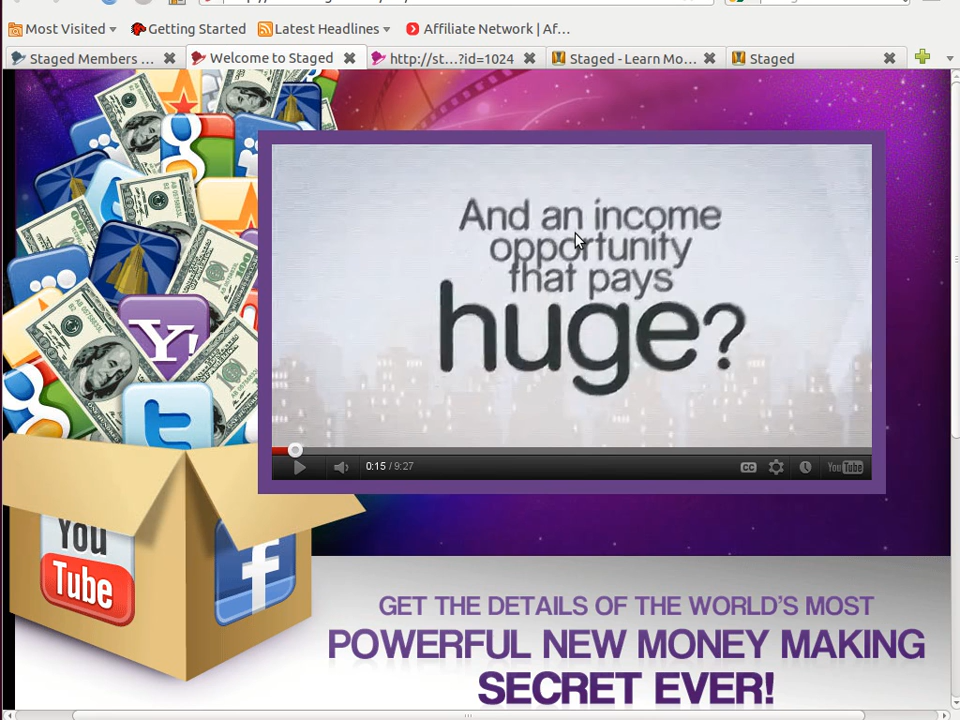 Most Visited
Getting Started
Latest Headlines
Affiliate Network | Af...
Staged Members ...
Welcome to Staged
http://st...?id=1024
Staged - Learn Mo...
Staged
And an income
opportunity
that pays
huge?
0:15 / 9:27
CC
YouTube
Y!
You
Tube
f
GET THE DETAILS OF THE WORLD'S MOST
POWERFUL NEW MONEY MAKING
SECRET EVER!